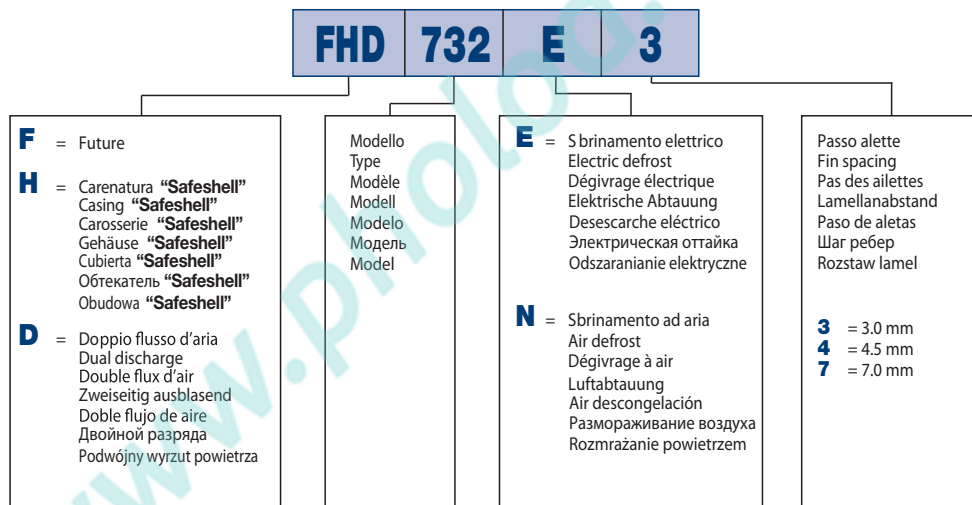 FHD 732 E 3
F = Future
H = Carenatura "Safeshell"
Casing "Safeshell"
Carosserie "Safeshell"
Gehäuse "Safeshell"
Cubierta "Safeshell"
Обтекатель "Safeshell"
Obudowa "Safeshell"
D = Doppio flusso d'aria
Dual discharge
Double flux d'air
Zweiseitig ausblasend
Doble flujo de aire
Двойной разряда
Podwójny wyrzut powietrza
Modello
Type
Modèle
Modell
Modelo
Модель
Model
E = S brinamento elettrico
Electric defrost
Dégivrage électrique
Elektrische Abtauung
Desescarche eléctrico
Электрическая оттайка
Odszaranianie elektryczne
N = Sbrinamento ad aria
Air defrost
Dégivrage à air
Luftabtauung
Air descongelación
Размораживание воздуха
Rozmrażanie powietrzem
Passo alette
Fin spacing
Pas des ailettes
Lamellanabstand
Paso de aletas
Шаг ребер
Rozstaw lamel
3 = 3.0 mm
4 = 4.5 mm
7 = 7.0 mm
www.pholod.